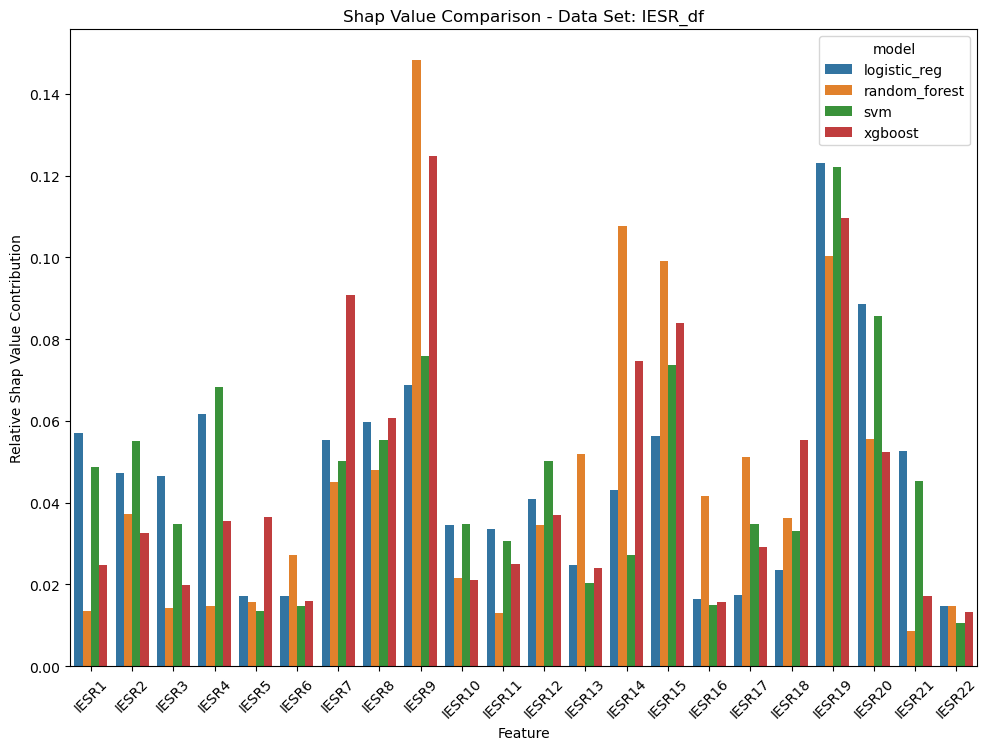 Shap Value Comparison - Data Set: IESR_df
model
logistic_reg
random_forest
svm
xgboost
Relative Shap Value Contribution
0.14
0.12
0.10
0.08
0.06
0.04
0.02
0.00
IESR1
IESR2
IESR3
IESR4
IESR5
IESR6
IESR7
IESR8
IESR9
IESR10
IESR11
IESR12
IESR13
IESR14
IESR15
IESR16
IESR17
IESR18
IESR19
IESR20
IESR21
IESR22
Feature